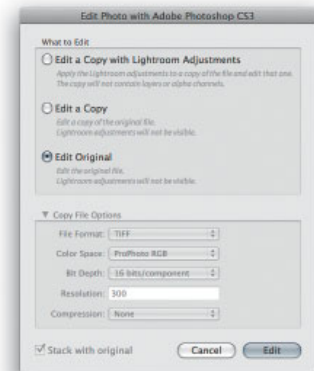 Edit Photo with Adobe Photoshop CS3
What to Edit
Edit a Copy with Lightroom Adjustments
Apply the Lightroom adjustments to a copy of the file and edit that one.
The copy will not contain layers or alpha channels.
Edit a Copy
Edit a copy of the original file.
Lightroom adjustments will not be visible.
Edit Original
Edit the original file.
Lightroom adjustments will not be visible.
Copy File Options
File Format: TIFF
Color Space: ProPhoto RGB
Bit Depth: 16 bits/component
Resolution: 300
Compression: None
Stack with original Cancel Edit